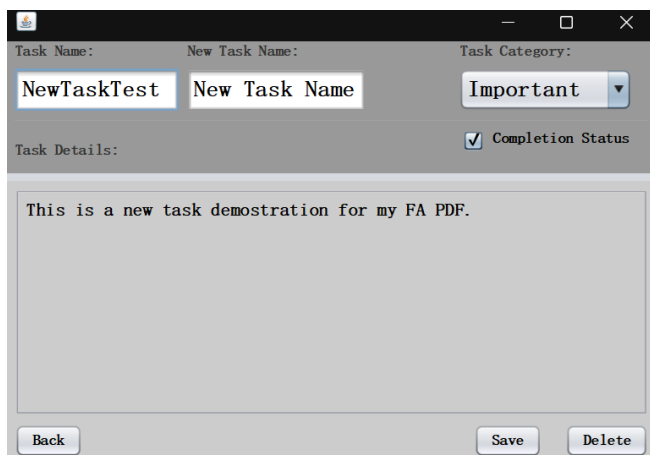 Task Name: New Task Name: Task Category:
NewTaskTest New Task Name Important
Completion Status
Task Details:
This is a new task demostration for my FA PDF.
Back Save Delete